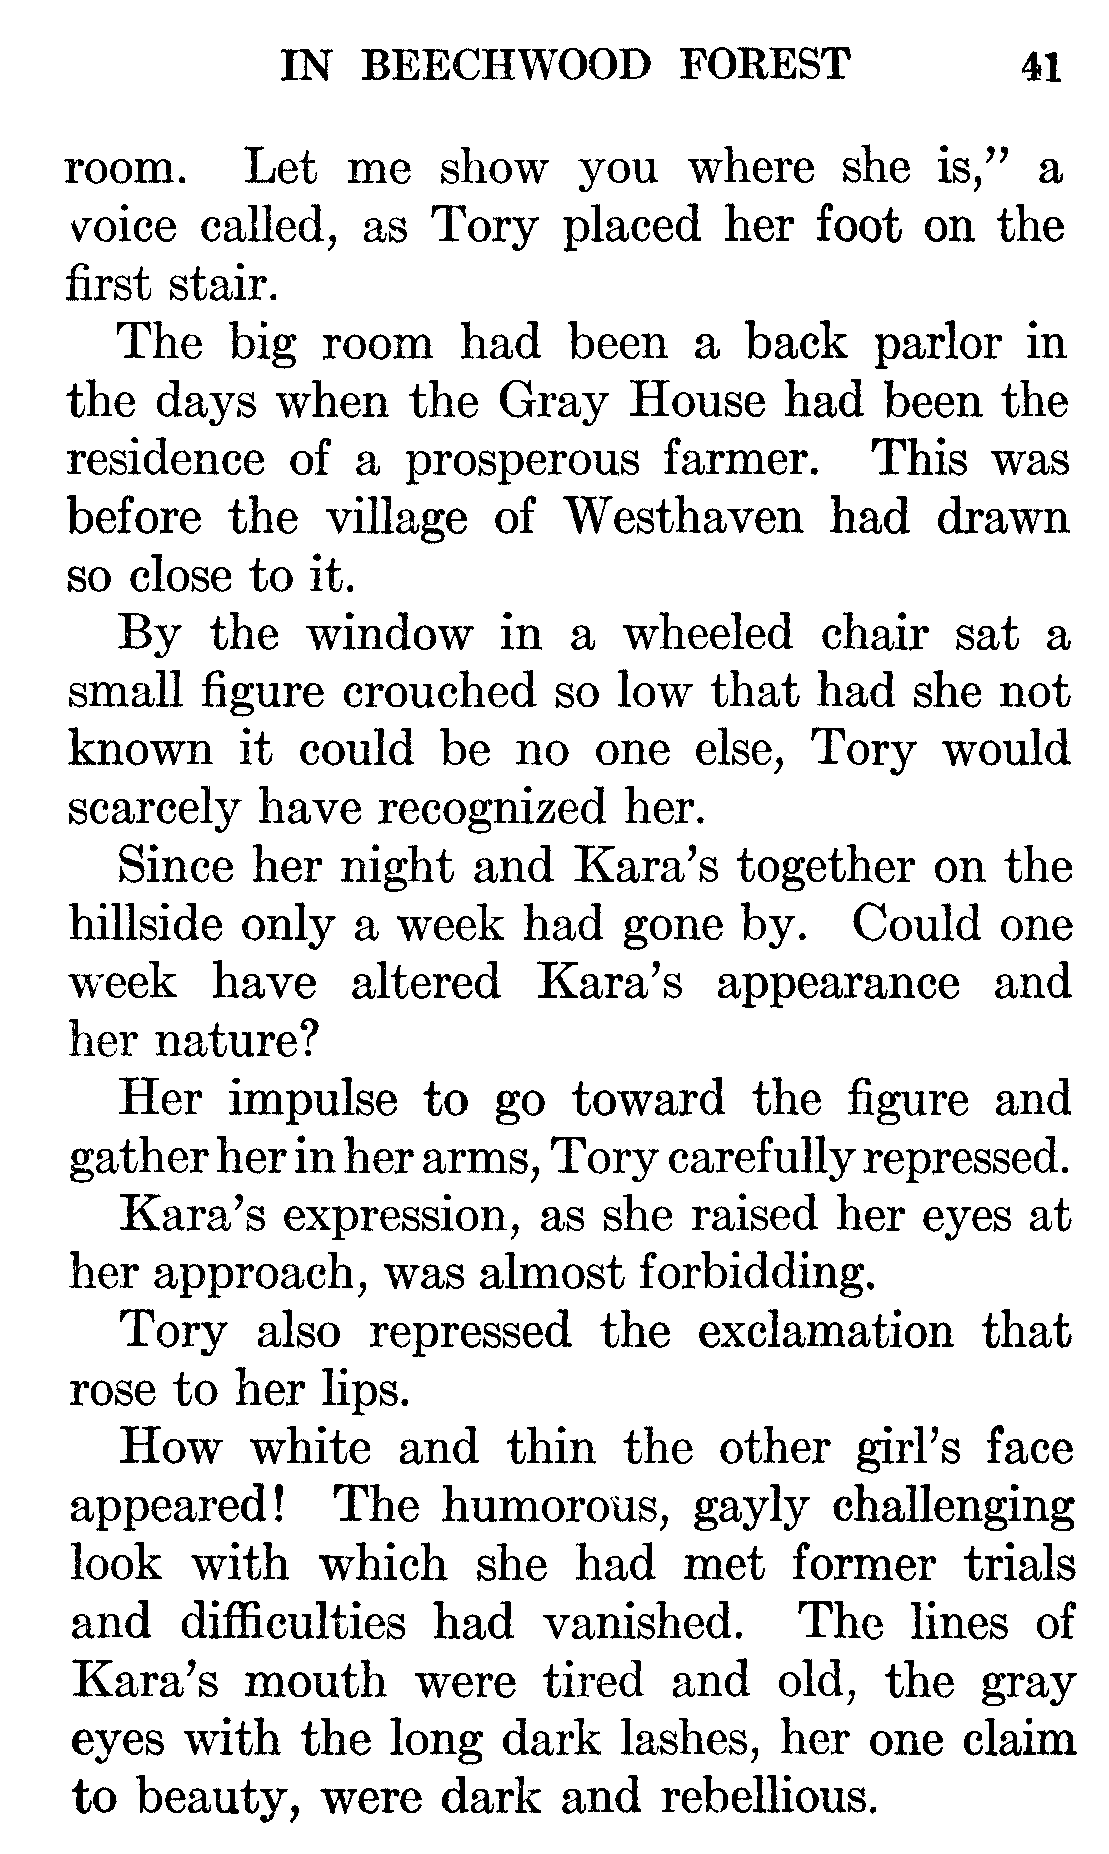 IN BEECHWOOD FOREST 41
room. Let me show you where she is,” a
voice called, as Tory placed her foot on the
first stair.
The big room had been a back parlor in
the days when the Gray House had been the
residence of a prosperous farmer. This was
before the village of Westhaven had drawn
so close to it.
By the window in a wheeled chair sat a
small figure crouched so low that had she not
known it could be no one else, Tory would
scarcely have recognized her.
Since her night and Kara’s together on the
hillside only a week had gone by. Could one
week have altered Kara’s appearance and
her nature?
Her impulse to go toward the figure and
gather her in her arms, Tory carefully repressed.
Kara’s expression, as she raised her eyes at
her approach, was almost forbidding.
Tory also repressed the exclamation that
rose to her lips.
How white and thin the other girl’s face
appeared! The humorous, gayly challenging
look with which she had met former trials
and difficulties had vanished. The lines of
Kara’s mouth were tired and old, the gray
eyes with the long dark lashes, her one claim
to beauty, were dark and rebellious.